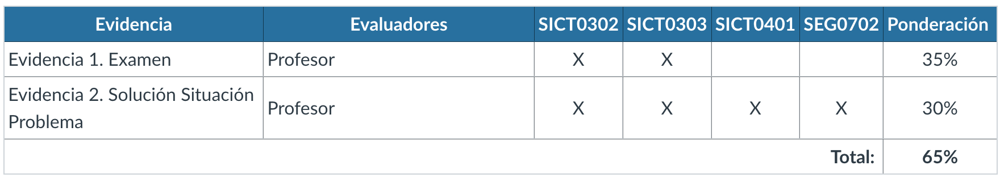 Evidencia Evaluadores SICT0302 SICT0303 SICT0401 SEG0702 Ponderación
Evidencia 1. Examen Profesor X X 35%
Evidencia 2. Solución Situación
Problema Profesor X X X X 30%
Total: 65%